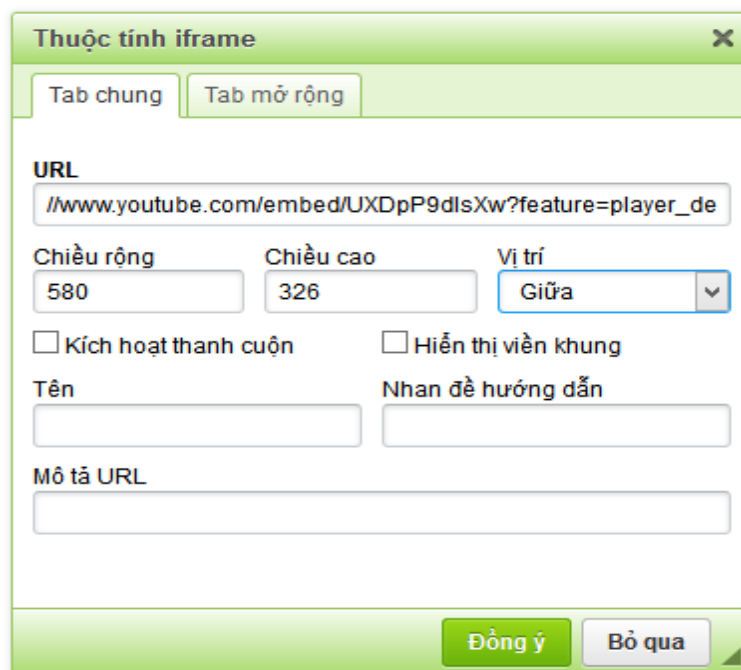 Thuộc tính iframe
Tab chung Tab mở rộng
URL
//www.youtube.com/embed/UXDpP9dIsXw?feature=player_de
Chiều rộng Chiều cao Vị trí
580 326 Giữa
Kích hoạt thanh cuộn Hiển thị viền khung
Tên Nhan đề hướng dẫn
Mô tả URL
Đồng ý Bỏ qua